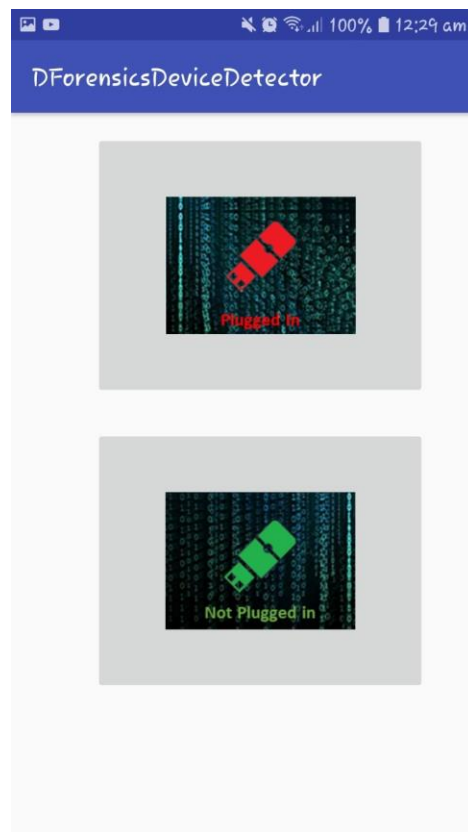 100% 12:29 am
DForensicsDeviceDetector
Plugged in
Not Plugged in